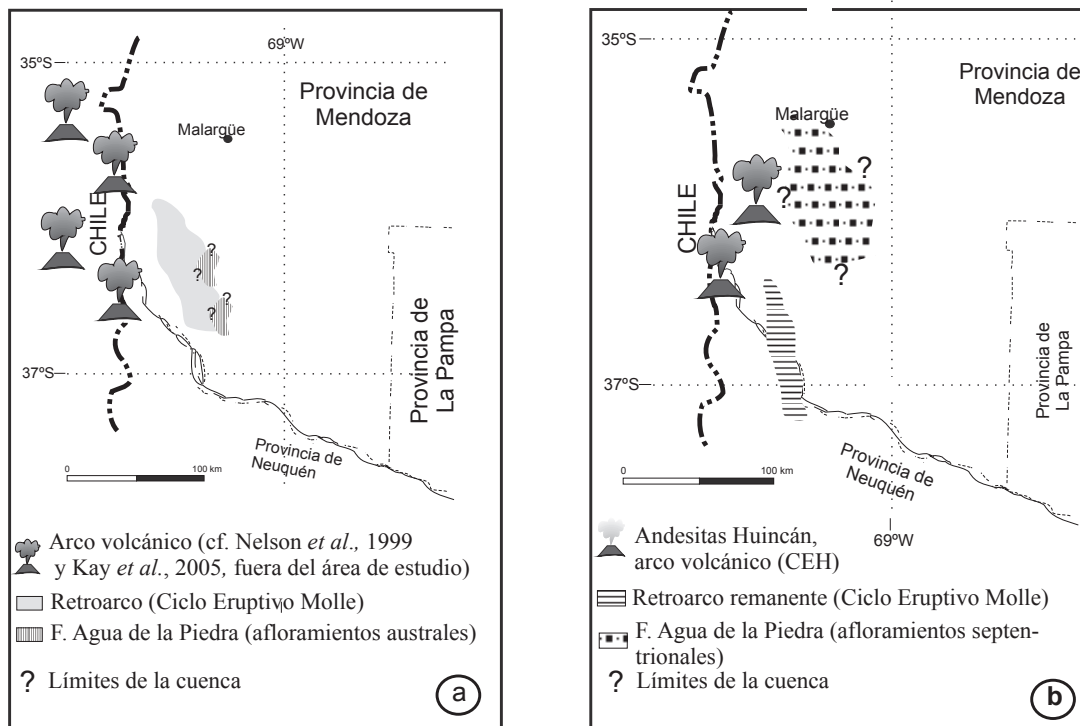 69ºW
35ºS
Provincia de
Mendoza
Malargüe
CHILE
?
?
?
?
Provincia de
La Pampa
37ºS
Provincia de
Neuquén
0
100 km
Arco volcánico (cf. Nelson et al., 1999
y Kay et al., 2005, fuera del área de estudio)
Retroarco (Ciclo Eruptivo Molle)
F. Agua de la Piedra (afloramientos australes)
? Límites de la cuenca
a
35ºS
Provincia de
Mendoza
Malargüe
?
?
CHILE
?
Provincia de
La Pampa
37ºS
Provincia de
Neuquén
0
100 km
69ºW
Andesitas Huincán,
arco volcánico (CEH)
Retroarco remanente (Ciclo Eruptivo Molle)
F. Agua de la Piedra (afloramientos septen-
trionales)
? Límites de la cuenca
b